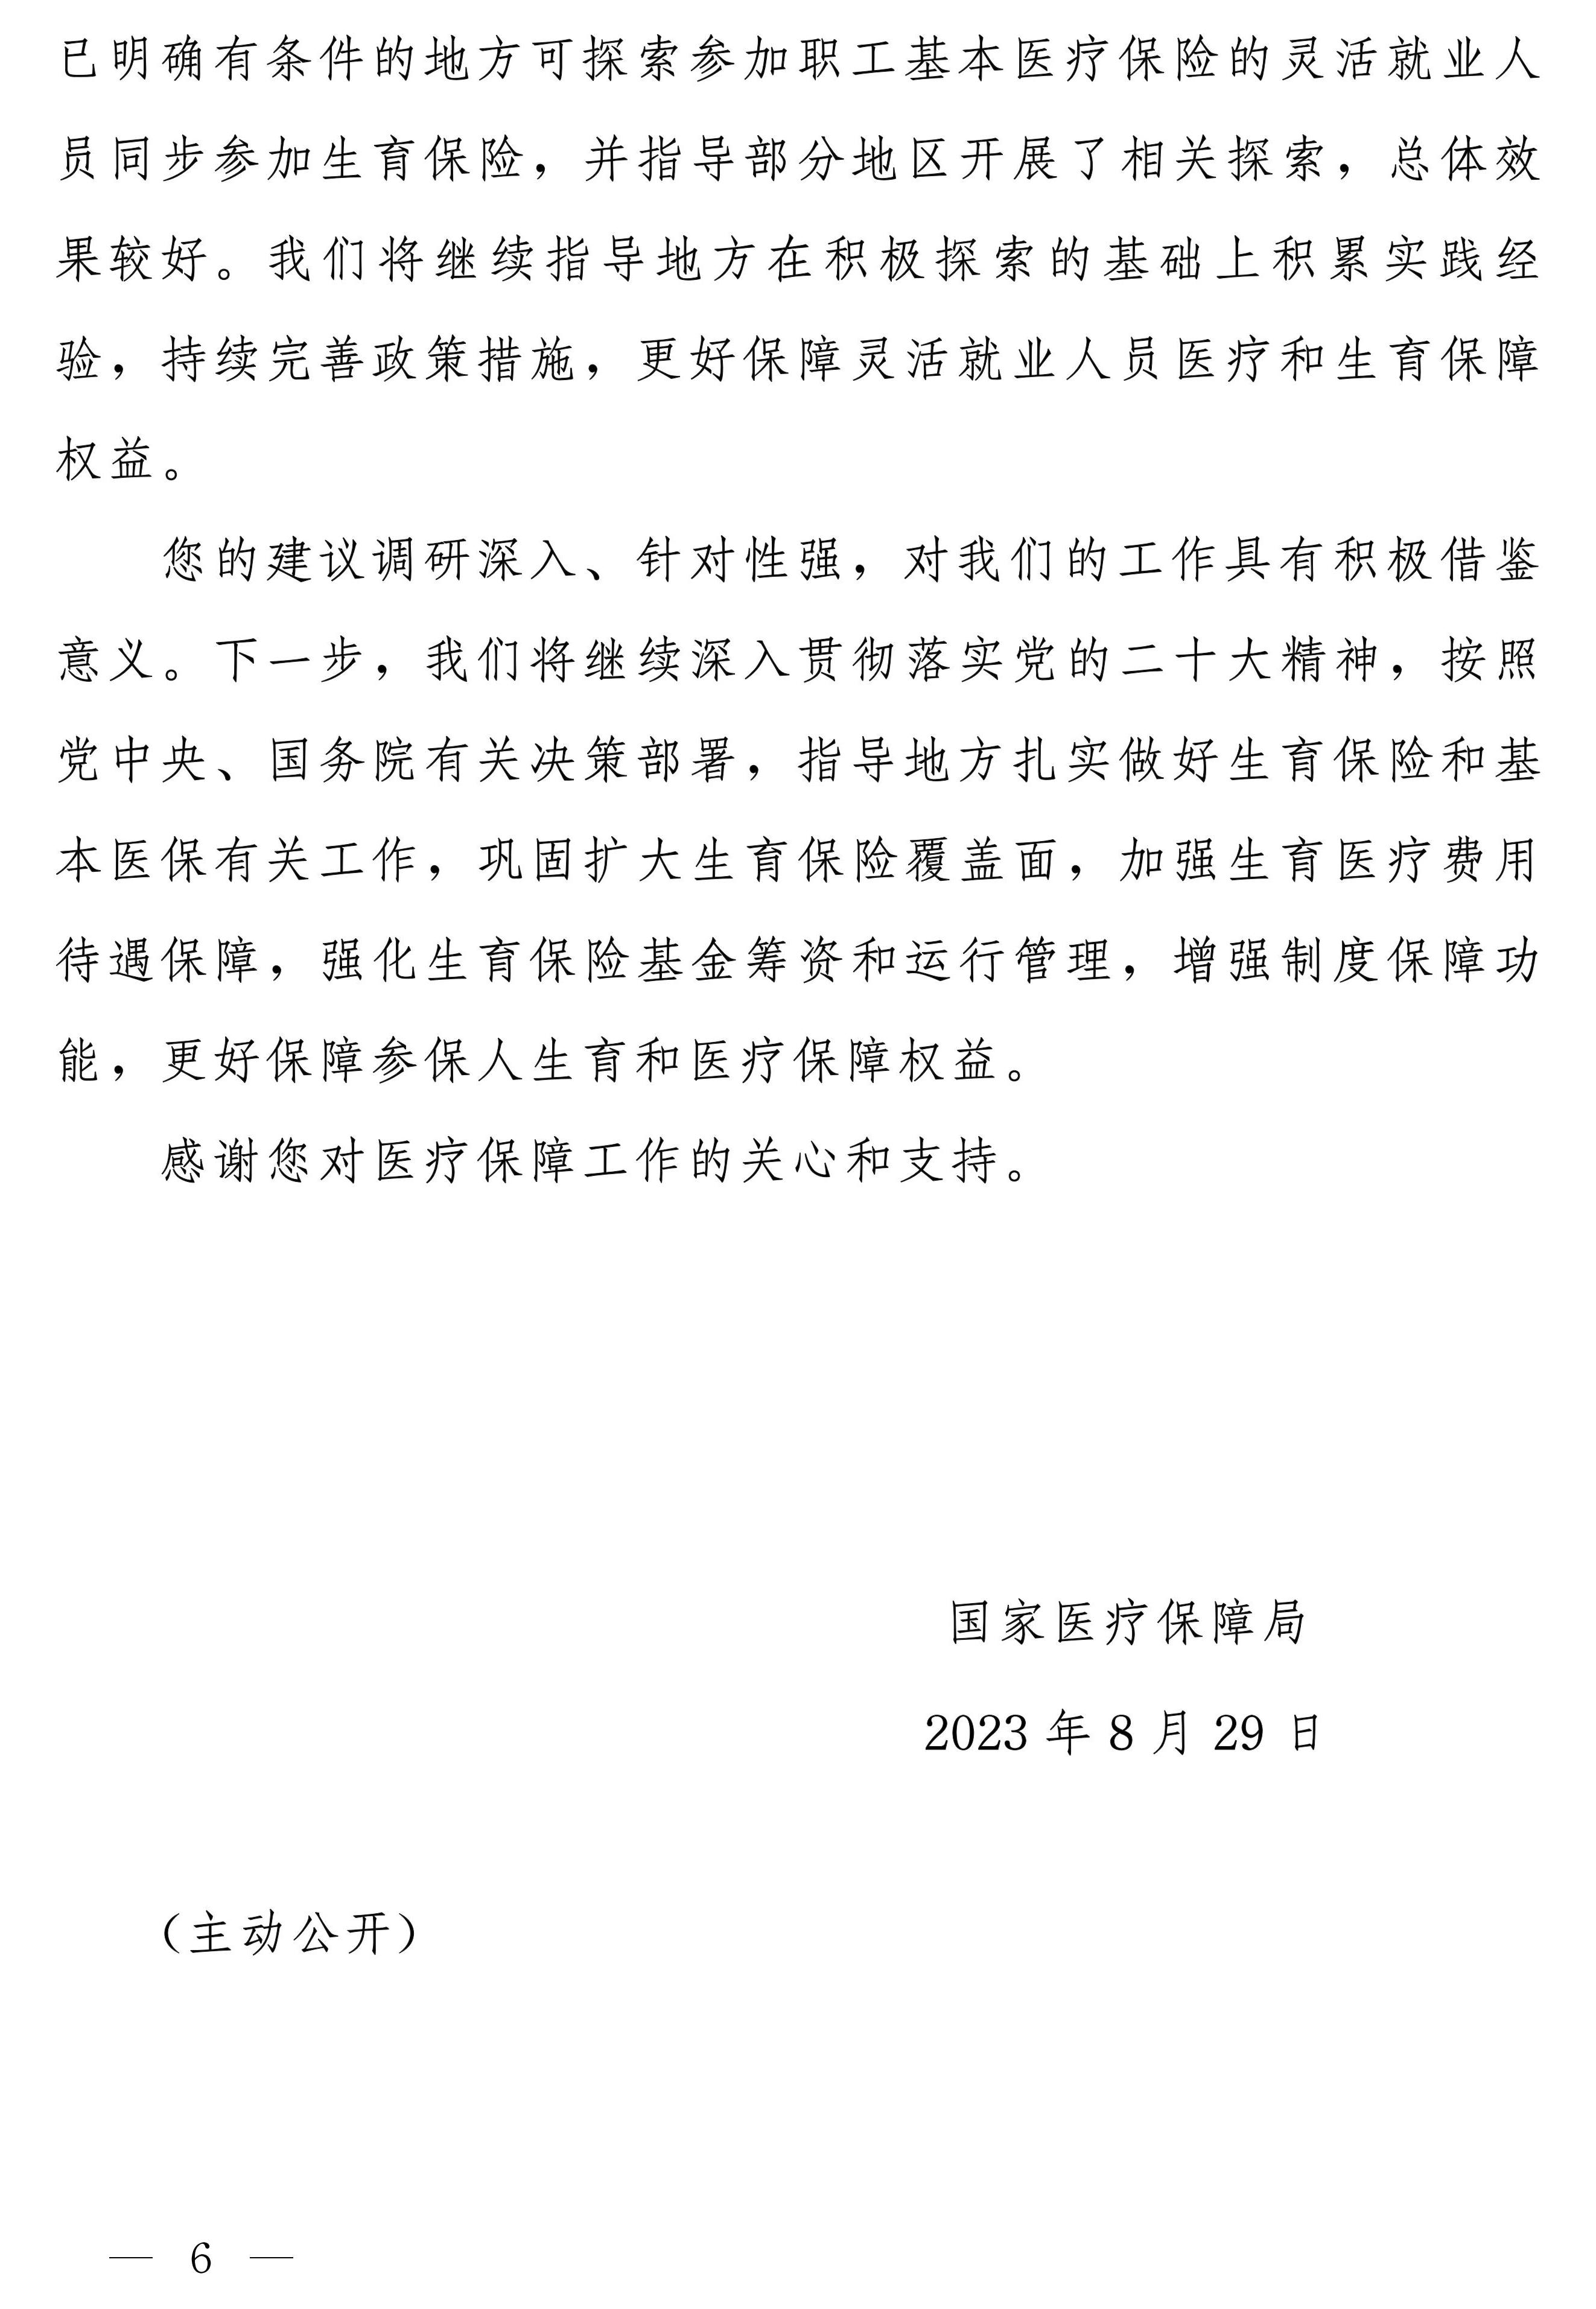 已明确有条件的地方可探索参加职工基本医疗保险的灵活就业人
员同步参加生育保险，并指导部分地区开展了相关探索，总体效
果较好。我们将继续指导地方在积极探索的基础上积累实践经
验，持续完善政策措施，更好保障灵活就业人员医疗和生育保障
权益。
您的建议调研深入、针对性强，对我们的工作具有积极借鉴
意义。下一步，我们将继续深入贯彻落实党的二十大精神，按照
党中央、国务院有关决策部署，指导地方扎实做好生育保险和基
本医保有关工作，巩固扩大生育保险覆盖面，加强生育医疗费用
待遇保障，强化生育保险基金筹资和运行管理，增强制度保障功
能，更好保障参保人生育和医疗保障权益。
感谢您对医疗保障工作的关心和支持。
国家医疗保障局
2023 年 8 月 29 日
（主动公开）
— 6 —